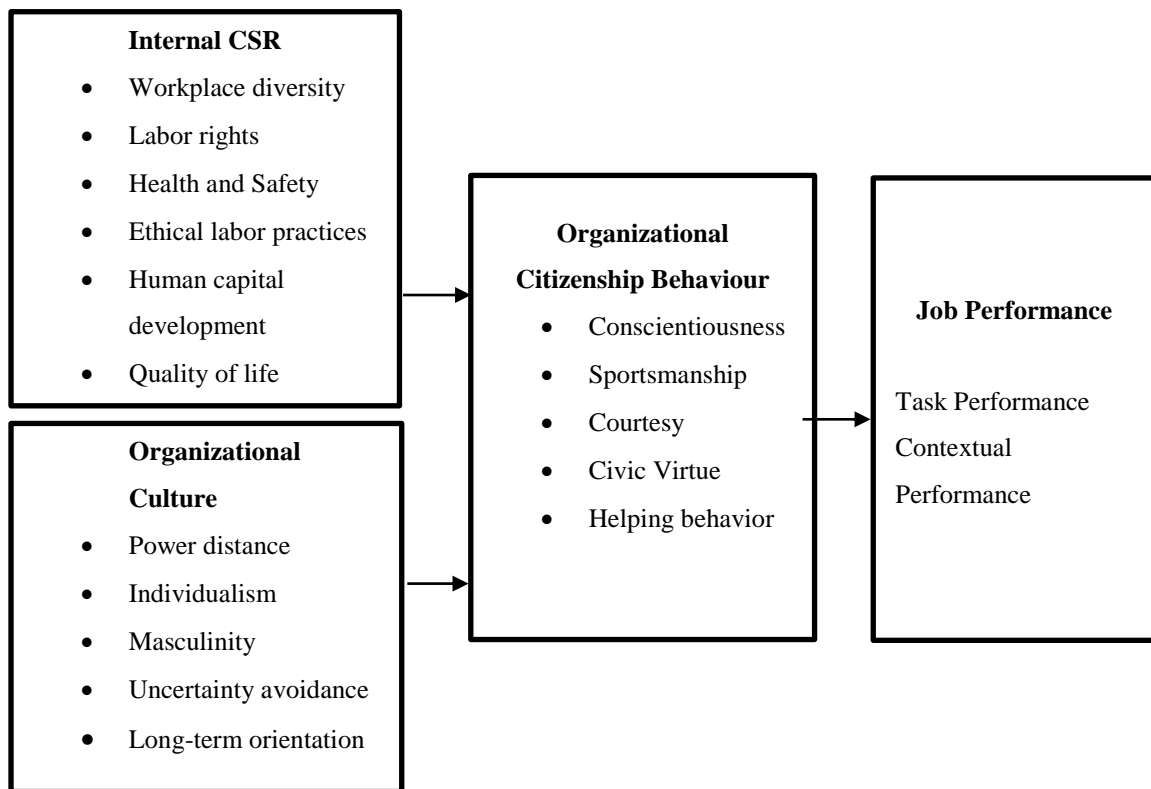 Internal CSR
• Workplace diversity
• Labor rights
• Health and Safety
• Ethical labor practices
• Human capital
development
• Quality of life
Organizational
Culture
• Power distance
• Individualism
• Masculinity
• Uncertainty avoidance
• Long-term orientation
Organizational
Citizenship Behaviour
• Conscientiousness
• Sportsmanship
• Courtesy
• Civic Virtue
• Helping behavior
Job Performance
Task Performance
Contextual
Performance